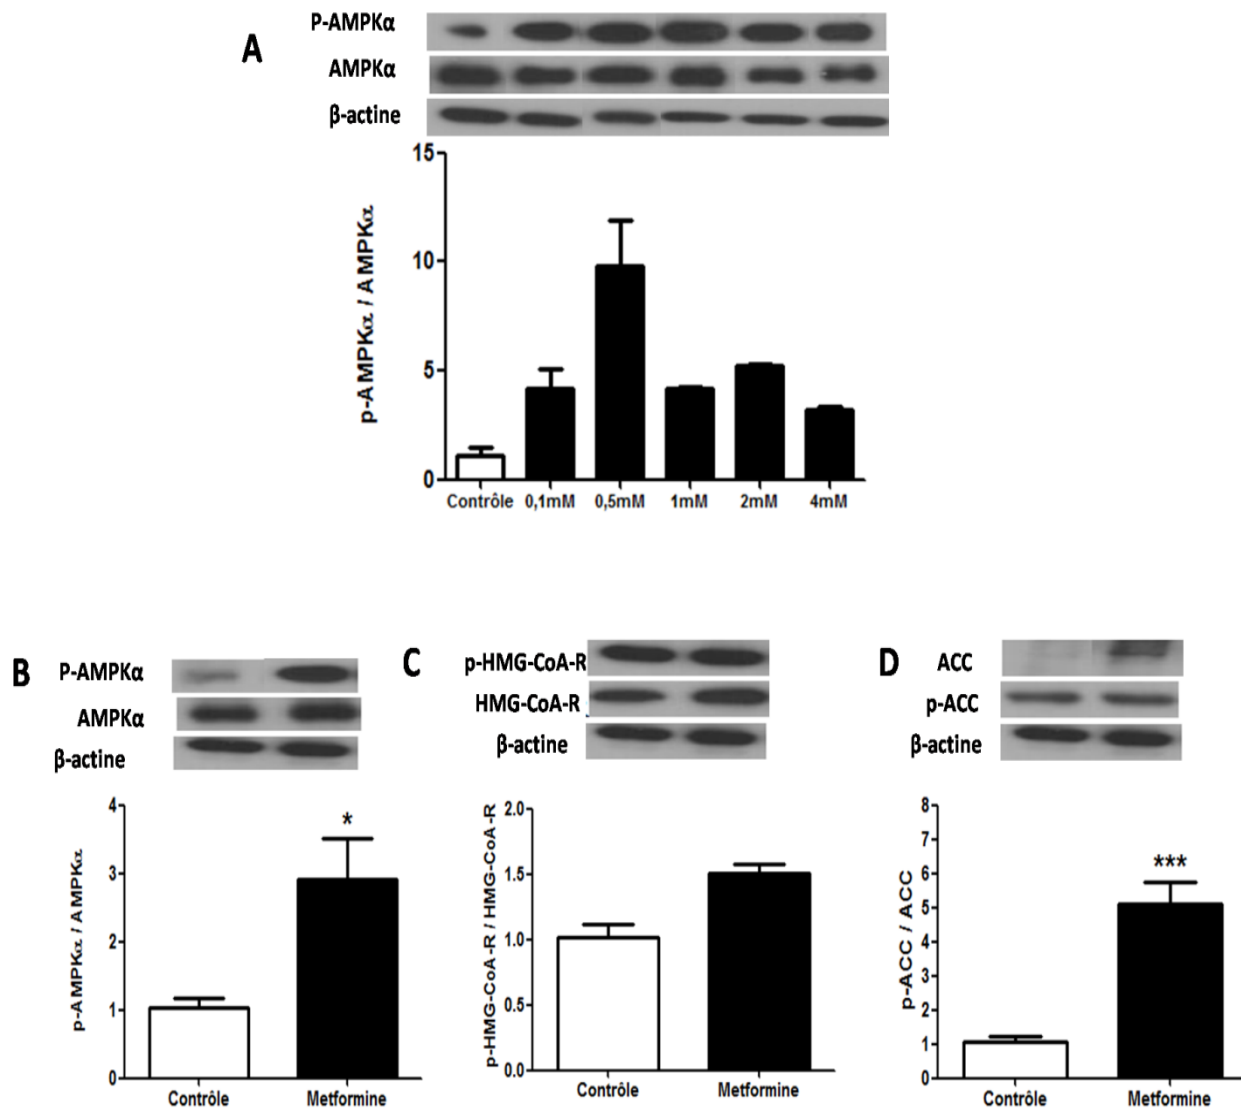 A
P-AMPKα
AMPKα
β-actine
15
10
5
0
p-AMPKα / AMPKα
Contrôle 0,1mM 0,5mM 1mM 2mM 4mM
B
P-AMPKα
AMPKα
β-actine
4
3
2
1
0
*
p-AMPKα / AMPKα
Contrôle Metformine
C
p-HMG-CoA-R
HMG-CoA-R
β-actine
2.0
1.5
1.0
0.5
0.0
p-HMG-CoA-R / HMG-CoA-R
Contrôle Metformine
D
ACC
p-ACC
β-actine
8
7
6
5
4
3
2
1
0
***
p-ACC / ACC
Contrôle Metformine